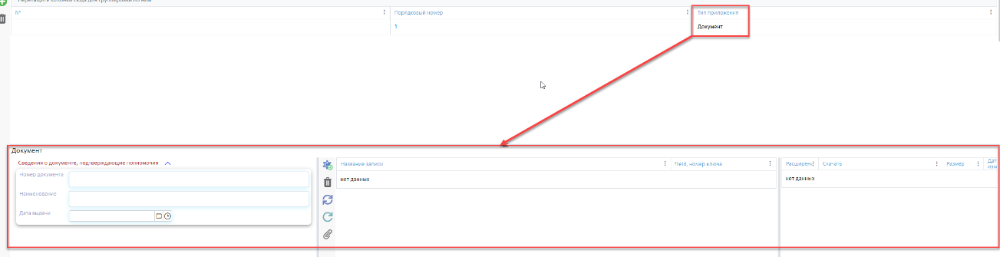 Перетащите колонки сюда для группировки по ним
N° Порядковый номер Тип приложения
1 Документ
Документ
Сведения о документе, подтверждающие полномочия
Номер документа
Наименование
Дата выдачи
Название записи field, номер ключа
нет данных
Расширен Скачать Размер Дат
изм
нет данных